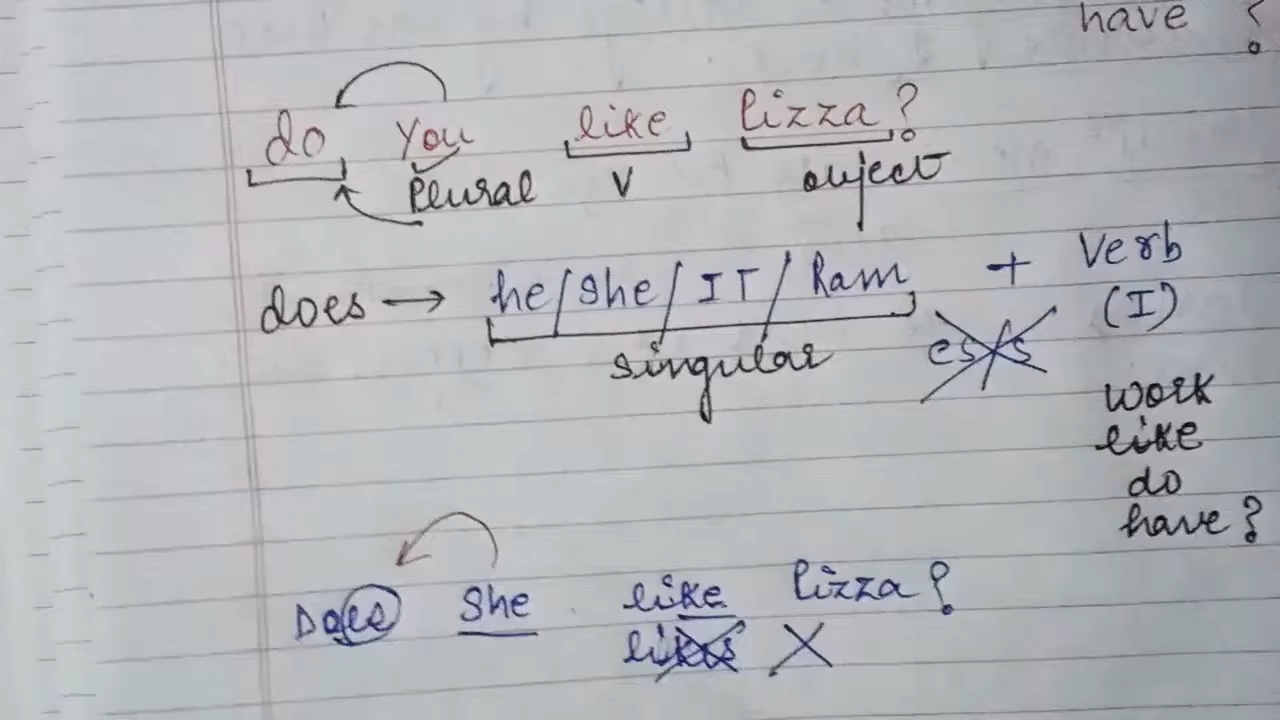 have ?
do you like Pizza?
Plural V object
does → he/she/IT/Ram + Verb
(I)
singular es/s
work
like
do
have?
Does She like Pizza?
likes X